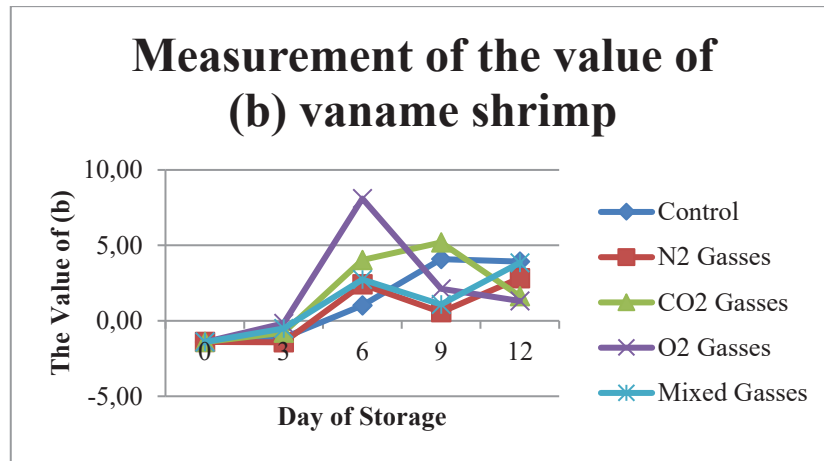 Measurement of the value of
(b) vaname shrimp
The Value of (b)
10,00
5,00
0,00
-5,00
0 3 6 9 12
Day of Storage
Control
N2 Gasses
CO2 Gasses
O2 Gasses
Mixed Gasses